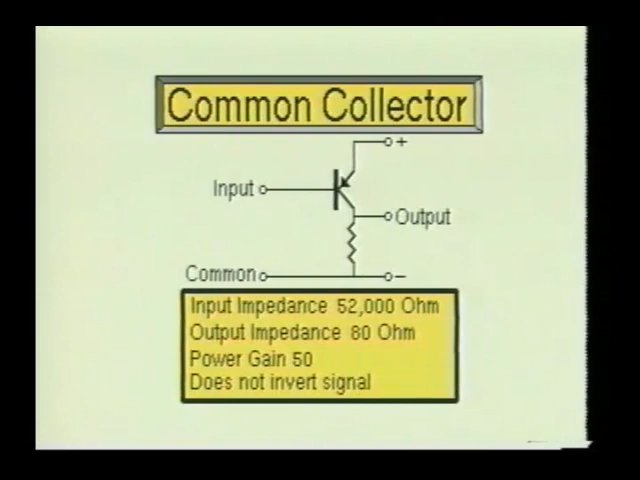 Common Collector
+
Input
Output
Common
−
Input Impedance 52,000 Ohm
Output Impedance 80 Ohm
Power Gain 50
Does not invert signal